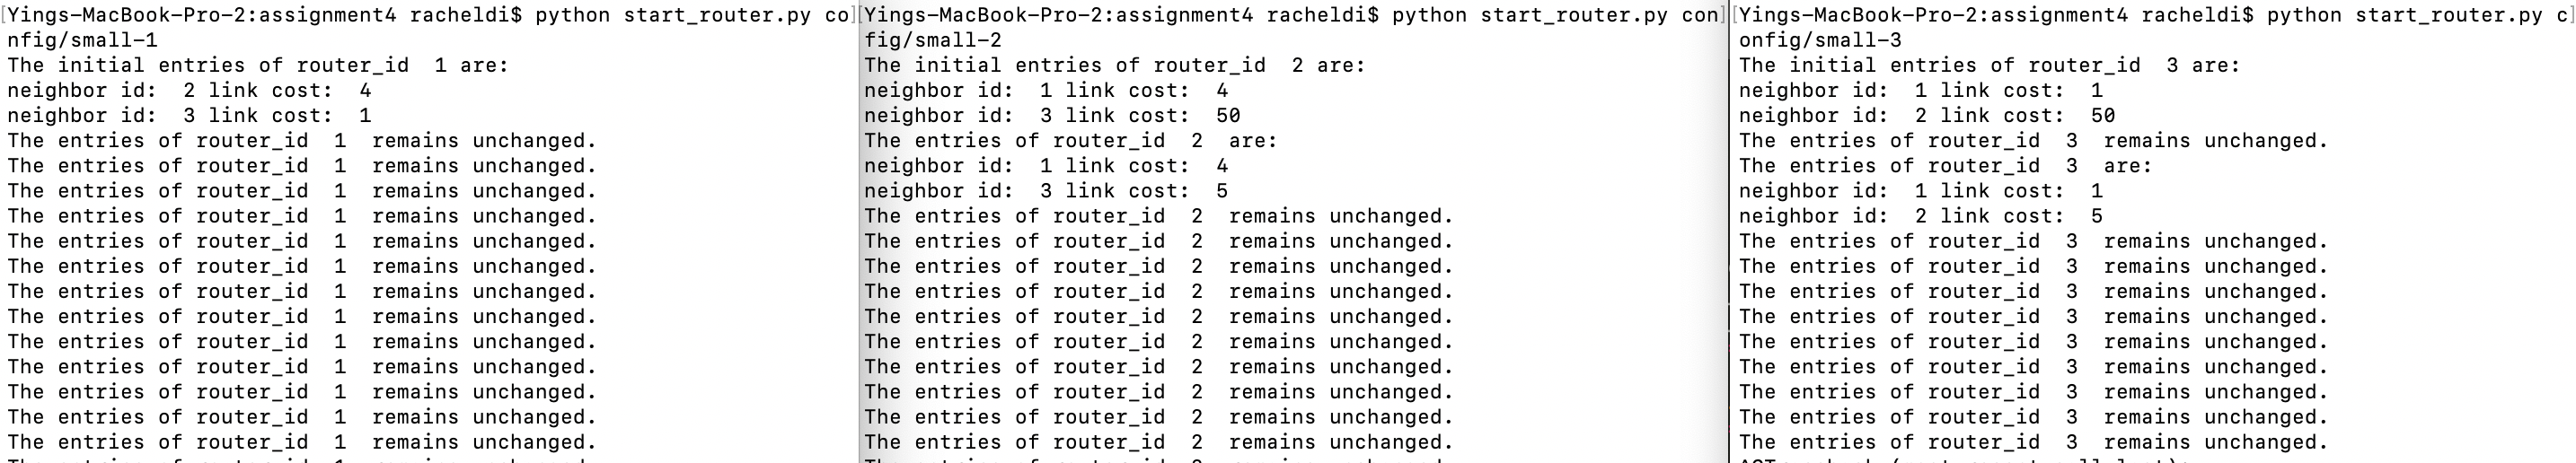 [Yings-MacBook-Pro-2:assignment4 racheldi$ python start_router.py co]
nfig/small-1
The initial entries of router_id  1 are:
neighbor id:  2 link cost:  4
neighbor id:  3 link cost:  1
The entries of router_id  1  remains unchanged.
The entries of router_id  1  remains unchanged.
The entries of router_id  1  remains unchanged.
The entries of router_id  1  remains unchanged.
The entries of router_id  1  remains unchanged.
The entries of router_id  1  remains unchanged.
The entries of router_id  1  remains unchanged.
The entries of router_id  1  remains unchanged.
The entries of router_id  1  remains unchanged.
The entries of router_id  1  remains unchanged.
The entries of router_id  1  remains unchanged.
The entries of router_id  1  remains unchanged.
The entries of router_id  1  remains unchanged.
[Yings-MacBook-Pro-2:assignment4 racheldi$ python start_router.py con]
fig/small-2
The initial entries of router_id  2 are:
neighbor id:  1 link cost:  4
neighbor id:  3 link cost:  50
The entries of router_id  2  are:
neighbor id:  1 link cost:  4
neighbor id:  3 link cost:  5
The entries of router_id  2  remains unchanged.
The entries of router_id  2  remains unchanged.
The entries of router_id  2  remains unchanged.
The entries of router_id  2  remains unchanged.
The entries of router_id  2  remains unchanged.
The entries of router_id  2  remains unchanged.
The entries of router_id  2  remains unchanged.
The entries of router_id  2  remains unchanged.
The entries of router_id  2  remains unchanged.
The entries of router_id  2  remains unchanged.
[Yings-MacBook-Pro-2:assignment4 racheldi$ python start_router.py c]
onfig/small-3
The initial entries of router_id  3 are:
neighbor id:  1 link cost:  1
neighbor id:  2 link cost:  50
The entries of router_id  3  remains unchanged.
The entries of router_id  3  are:
neighbor id:  1 link cost:  1
neighbor id:  2 link cost:  5
The entries of router_id  3  remains unchanged.
The entries of router_id  3  remains unchanged.
The entries of router_id  3  remains unchanged.
The entries of router_id  3  remains unchanged.
The entries of router_id  3  remains unchanged.
The entries of router_id  3  remains unchanged.
The entries of router_id  3  remains unchanged.
The entries of router_id  3  remains unchanged.
The entries of router_id  3  remains unchanged.